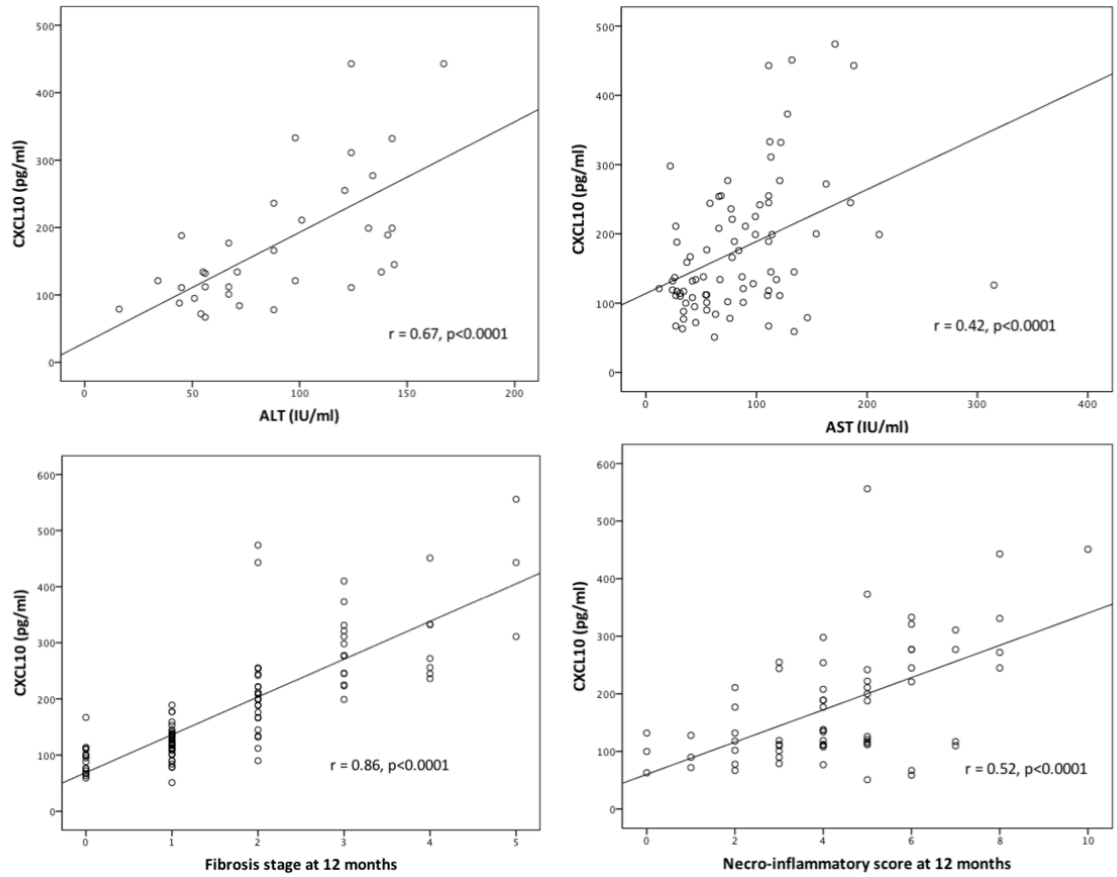 500
400
300
200
100
0
CXCL10 (pg/ml)
r = 0.67, p<0.0001
0 50 100 150 200
ALT (IU/ml)
500
400
300
200
100
0
CXCL10 (pg/ml)
r = 0.42, p<0.0001
0 100 200 300 400
AST (IU/ml)
600
500
400
300
200
100
0
CXCL10 (pg/ml)
r = 0.86, p<0.0001
0 1 2 3 4 5
Fibrosis stage at 12 months
600
500
400
300
200
100
0
CXCL10 (pg/ml)
r = 0.52, p<0.0001
0 2 4 6 8 10
Necro-inflammatory score at 12 months